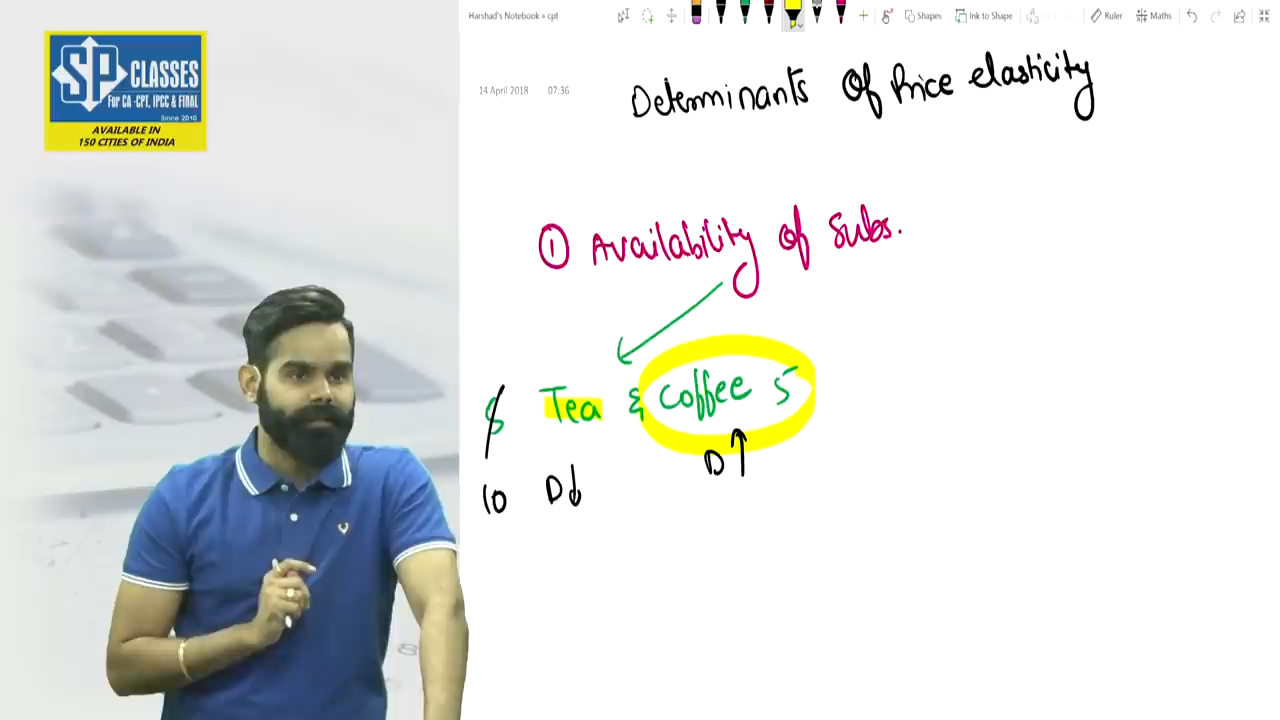 SP CLASSES
For CA -CPT, IPCC & FINAL
Since 2010
AVAILABLE IN
150 CITIES OF INDIA
Harshad's Notebook » cpt
Shapes
Ink to Shape
Ruler
Maths
14 April 2018 07:36
Determinants Of Price elasticity
① Availability Of Subs.
5 Tea & Coffee 5
10 D↓ D↑